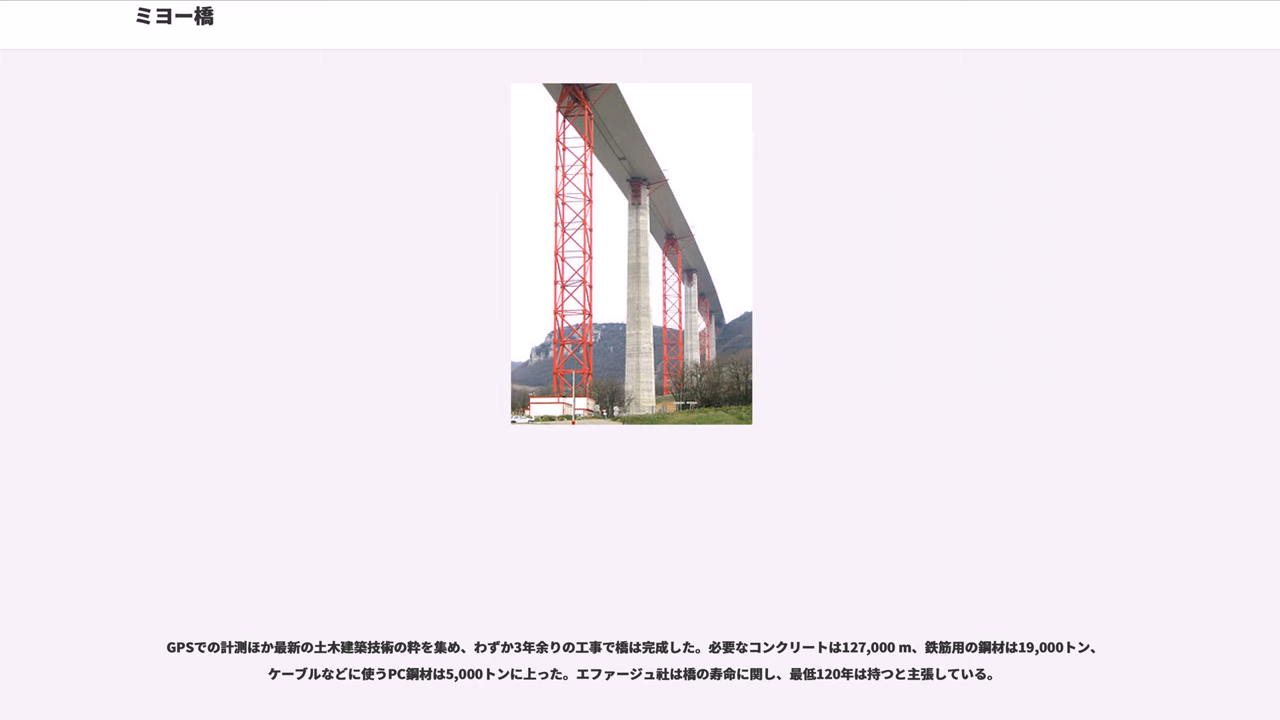 ミヨー橋
GPSでの計測ほか最新の土木建築技術の粋を集め、わずか3年余りの工事で橋は完成した。必要なコンクリートは127,000 m、鉄筋用の鋼材は19,000トン、
ケーブルなどに使うPC鋼材は5,000トンに上った。エファージュ社は橋の寿命に関し、最低120年は持つと主張している。